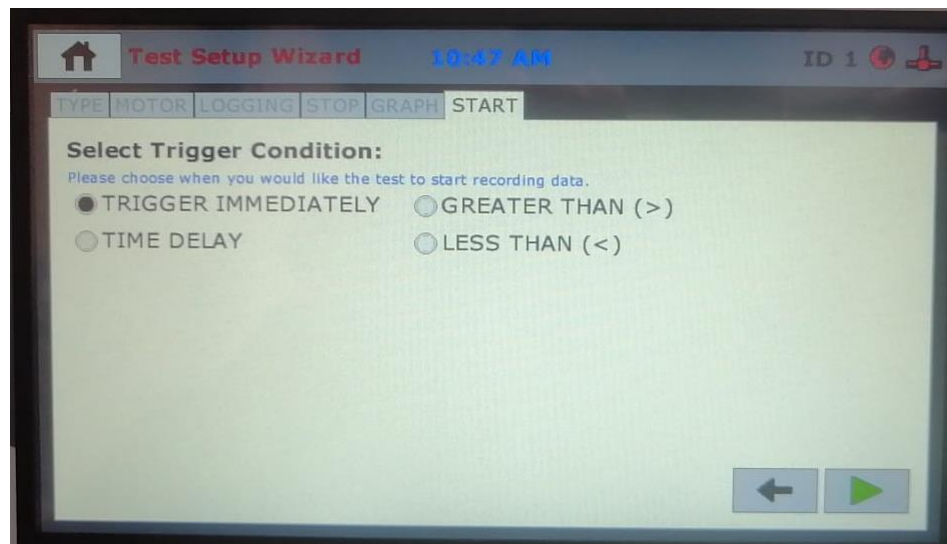 Test Setup Wizard 10:47 AM ID 1
TYPE MOTOR LOGGING STOP GRAPH START
Select Trigger Condition:
Please choose when you would like the test to start recording data.
TRIGGER IMMEDIATELY GREATER THAN (>)
TIME DELAY LESS THAN (<)